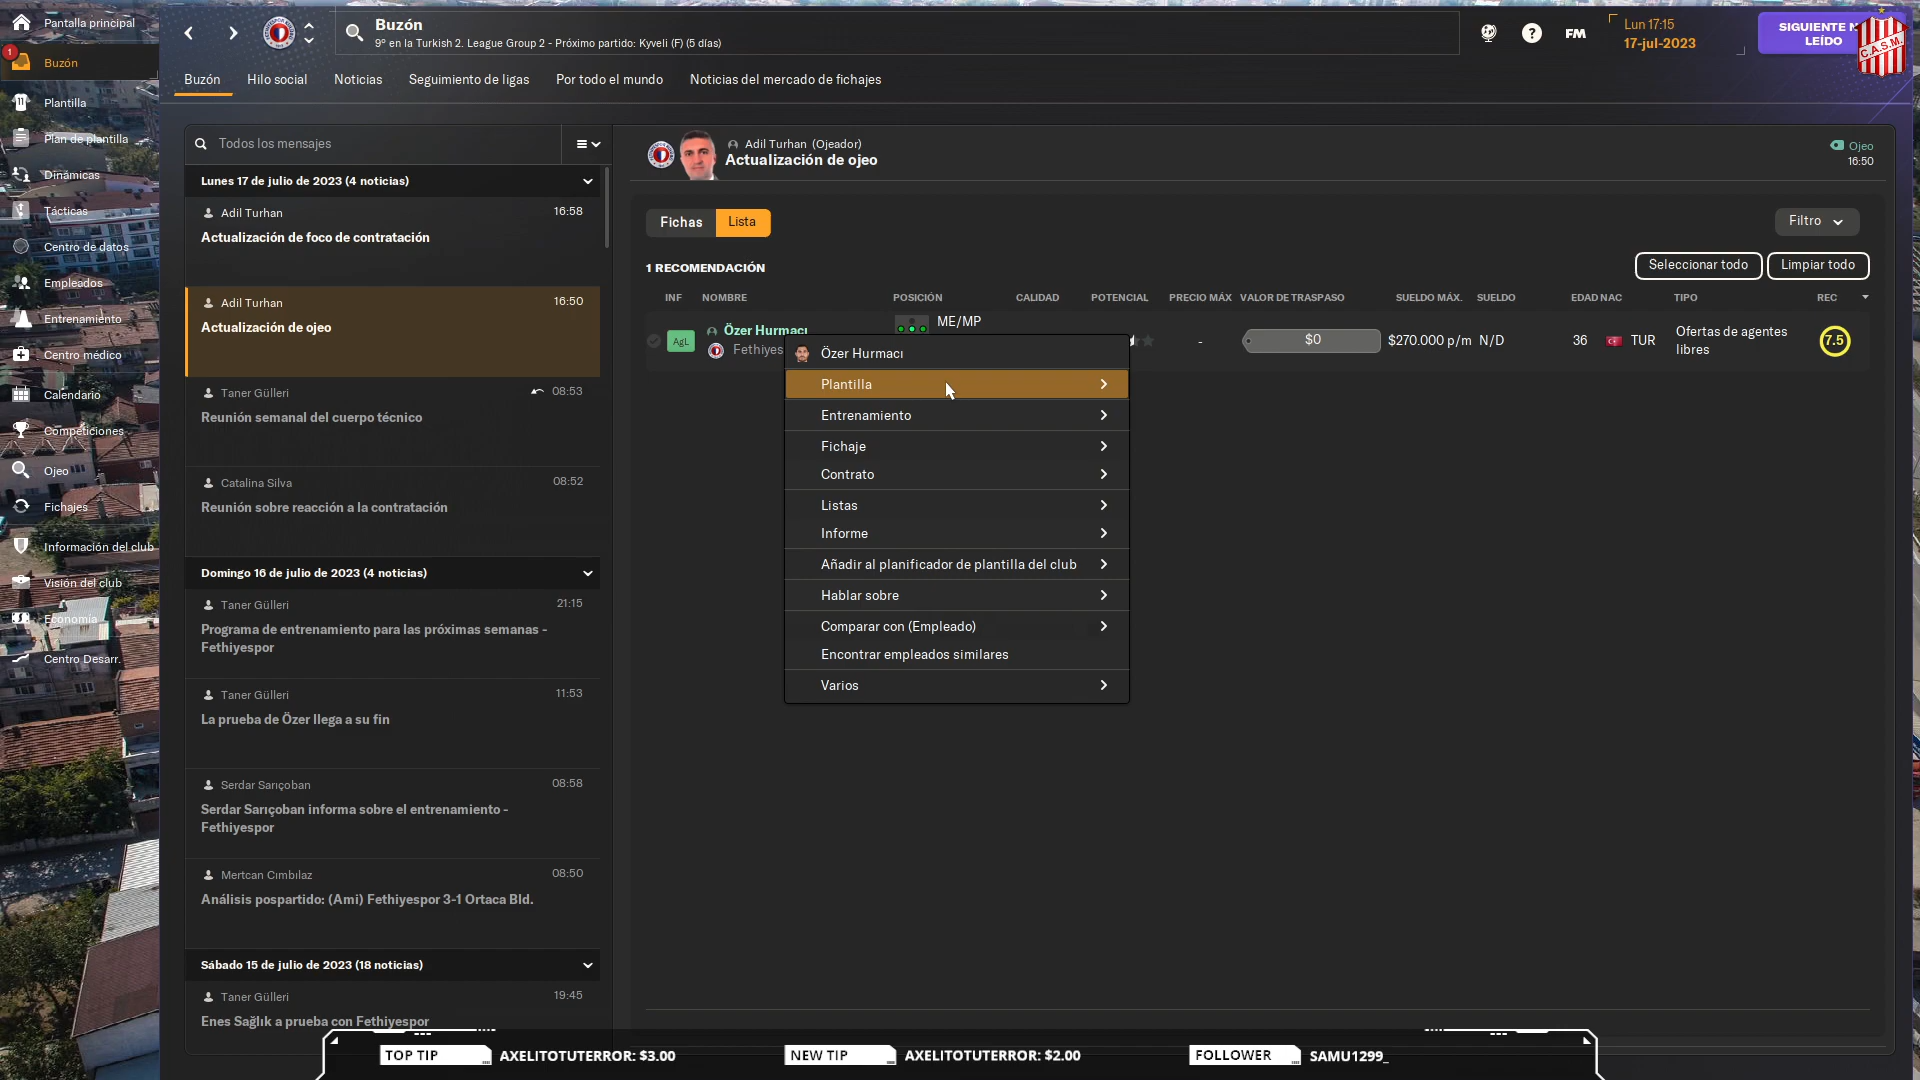 Pantalla principal
1
Buzón
Plantilla
Plan de plantilla
Dinámicas
Tácticas
Centro de datos
Empleados
Entrenamiento
Centro médico
Calendario
Competiciones
Ojeo
Fichajes
Información del club
Visión del club
Economía
Centro Desarr.
Buzón
9º en la Turkish 2. League Group 2 - Próximo partido: Kyveli (F) (5 días)
FM
Lun 17:15
17-jul-2023
SIGUIENTE N
LEÍDO
C.A.S.M.
Buzón
Hilo social
Noticias
Seguimiento de ligas
Por todo el mundo
Noticias del mercado de fichajes
Todos los mensajes
Lunes 17 de julio de 2023 (4 noticias)
Adil Turhan 16:58
Actualización de foco de contratación
Adil Turhan 16:50
Actualización de ojeo
Taner Gülleri 08:53
Reunión semanal del cuerpo técnico
Catalina Silva 08:52
Reunión sobre reacción a la contratación
Domingo 16 de julio de 2023 (4 noticias)
Taner Gülleri 21:15
Programa de entrenamiento para las próximas semanas -
Fethiyespor
Taner Gülleri 11:53
La prueba de Özer llega a su fin
Serdar Sarıçoban 08:58
Serdar Sarıçoban informa sobre el entrenamiento -
Fethiyespor
Mertcan Cımbılaz 08:50
Análisis pospartido: (Ami) Fethiyespor 3-1 Ortaca Bld.
Sábado 15 de julio de 2023 (18 noticias)
Taner Gülleri 19:45
Enes Sağlık a prueba con Fethiyespor
Adil Turhan (Ojeador)
Actualización de ojeo
Ojeo
16:50
Fichas Lista
Filtro
1 RECOMENDACIÓN
Seleccionar todo Limpiar todo
INF NOMBRE POSICIÓN CALIDAD POTENCIAL PRECIO MÁX VALOR DE TRASPASO SUELDO MÁX. SUELDO EDAD NAC TIPO REC
AgL Özer Hurmacı ME/MP - $0 $270.000 p/m N/D 36 TUR Ofertas de agentes libres 7.5
Fethiyes
Özer Hurmacı
Plantilla
Entrenamiento
Fichaje
Contrato
Listas
Informe
Añadir al planificador de plantilla del club
Hablar sobre
Comparar con (Empleado)
Encontrar empleados similares
Varios
TOP TIP AXELITOTUTERROR: $3.00 NEW TIP AXELITOTUTERROR: $2.00 FOLLOWER SAMU1299_